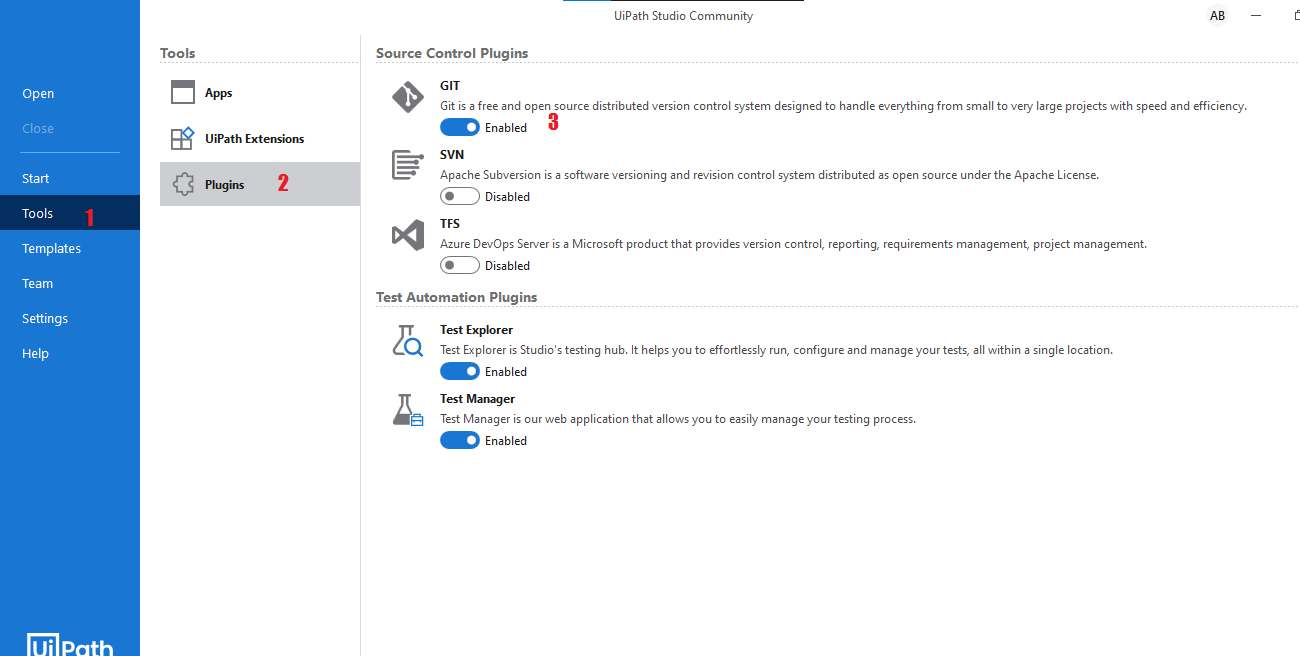 UiPath Studio Community
AB
Open
Close
Start
Tools 1
Templates
Team
Settings
Help
UiPath
Tools
Apps
UiPath Extensions
Plugins 2
Source Control Plugins
GIT
Git is a free and open source distributed version control system designed to handle everything from small to very large projects with speed and efficiency.
Enabled 3
SVN
Apache Subversion is a software versioning and revision control system distributed as open source under the Apache License.
Disabled
TFS
Azure DevOps Server is a Microsoft product that provides version control, reporting, requirements management, project management.
Disabled
Test Automation Plugins
Test Explorer
Test Explorer is Studio's testing hub. It helps you to effortlessly run, configure and manage your tests, all within a single location.
Enabled
Test Manager
Test Manager is our web application that allows you to easily manage your testing process.
Enabled